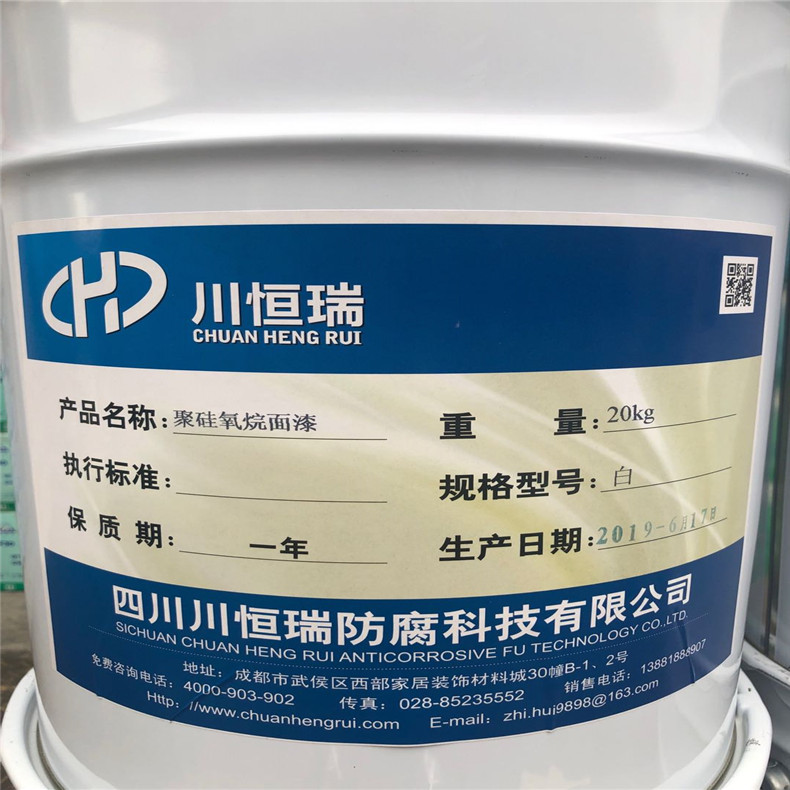 川恒瑞
CHUAN HENG RUI
产品名称：聚硅氧烷面漆
重 量：20kg
执行标准：
规格型号：白
保 质 期：一年
生产日期：2019-6月17日
四川川恒瑞防腐科技有限公司
SICHUAN CHUAN HENG RUI ANTICORROSIVE FU TECHNOLOGY CO.,LTD.
地址：成都市武侯区西部家居装饰材料城30幢B-1、2号
免费咨询电话：4000-903-902 传真：028-85235552 销售电话：13881888907
Http：//www.chuanhengrui.com E-mail：zhi.hui9898@163.com